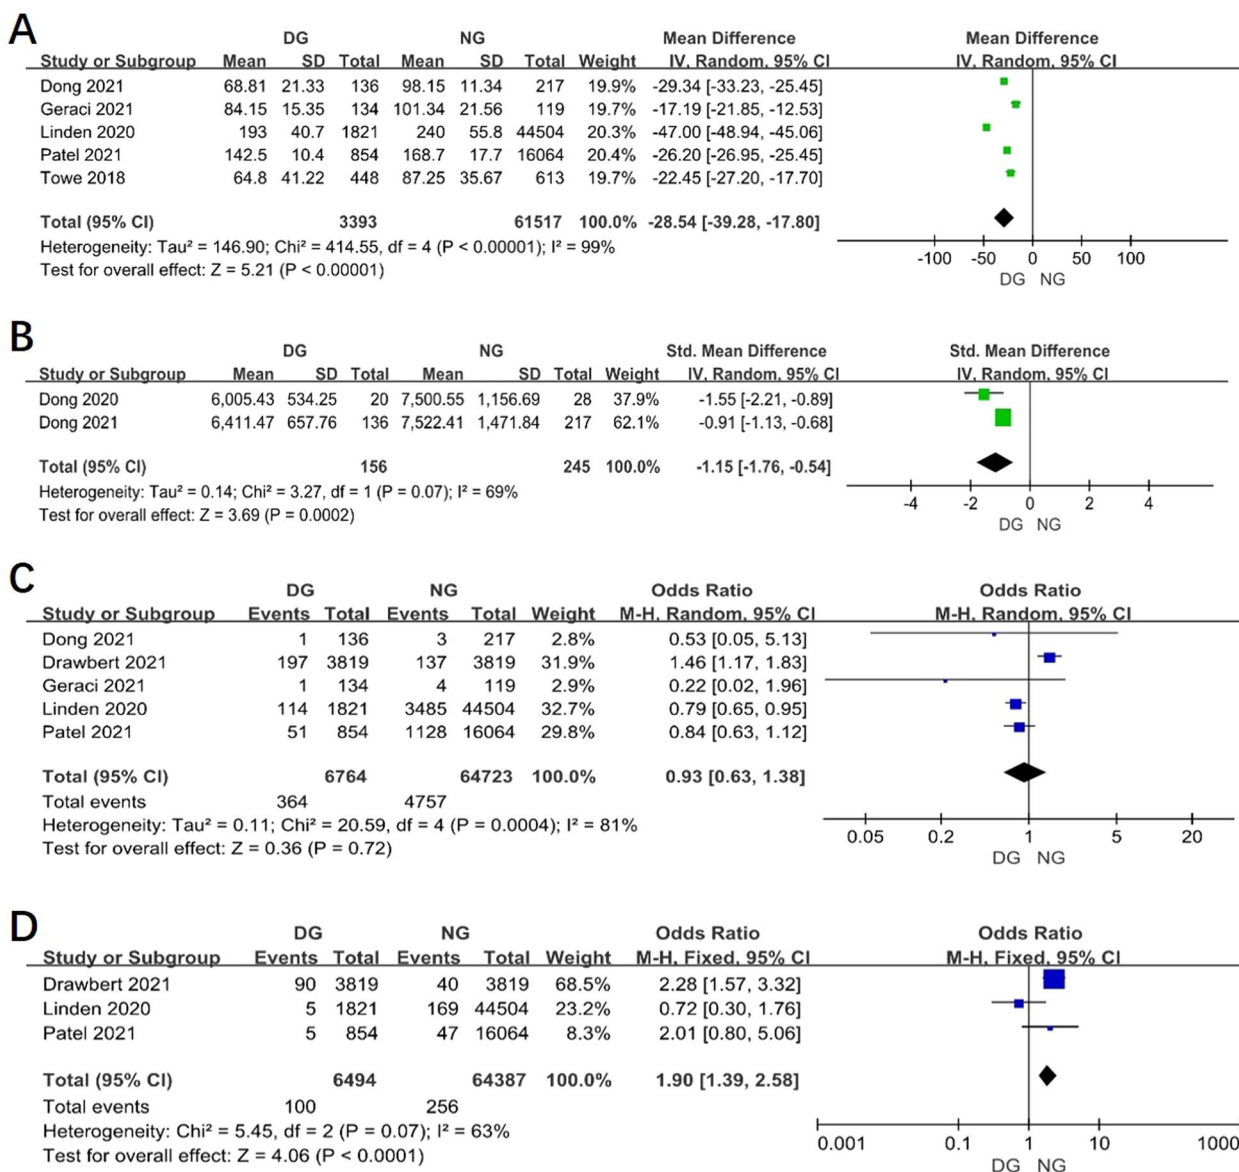 A
DG NG Mean Difference Mean Difference
Study or Subgroup Mean SD Total Mean SD Total Weight IV, Random, 95% CI IV, Random, 95% CI
Dong 2021 68.81 21.33 136 98.15 11.34 217 19.9% -29.34 [-33.23, -25.45]
Geraci 2021 84.15 15.35 134 101.34 21.56 119 19.7% -17.19 [-21.85, -12.53]
Linden 2020 193 40.7 1821 240 55.8 44504 20.3% -47.00 [-48.94, -45.06]
Patel 2021 142.5 10.4 854 168.7 17.7 16064 20.4% -26.20 [-26.95, -25.45]
Towe 2018 64.8 41.22 448 87.25 35.67 613 19.7% -22.45 [-27.20, -17.70]
Total (95% CI) 3393 61517 100.0% -28.54 [-39.28, -17.80]
Heterogeneity: Tau² = 146.90; Chi² = 414.55, df = 4 (P < 0.00001); I² = 99%
Test for overall effect: Z = 5.21 (P < 0.00001)
-100 -50 0 50 100
DG NG
B
DG NG Std. Mean Difference Std. Mean Difference
Study or Subgroup Mean SD Total Mean SD Total Weight IV, Random, 95% CI IV, Random, 95% CI
Dong 2020 6,005.43 534.25 20 7,500.55 1,156.69 28 37.9% -1.55 [-2.21, -0.89]
Dong 2021 6,411.47 657.76 136 7,522.41 1,471.84 217 62.1% -0.91 [-1.13, -0.68]
Total (95% CI) 156 245 100.0% -1.15 [-1.76, -0.54]
Heterogeneity: Tau² = 0.14; Chi² = 3.27, df = 1 (P = 0.07); I² = 69%
Test for overall effect: Z = 3.69 (P = 0.0002)
-4 -2 0 2 4
DG NG
C
DG NG Odds Ratio Odds Ratio
Study or Subgroup Events Total Events Total Weight M-H, Random, 95% CI M-H, Random, 95% CI
Dong 2021 1 136 3 217 2.8% 0.53 [0.05, 5.13]
Drawbert 2021 197 3819 137 3819 31.9% 1.46 [1.17, 1.83]
Geraci 2021 1 134 4 119 2.9% 0.22 [0.02, 1.96]
Linden 2020 114 1821 3485 44504 32.7% 0.79 [0.65, 0.95]
Patel 2021 51 854 1128 16064 29.8% 0.84 [0.63, 1.12]
Total (95% CI) 6764 64723 100.0% 0.93 [0.63, 1.38]
Total events 364 4757
Heterogeneity: Tau² = 0.11; Chi² = 20.59, df = 4 (P = 0.0004); I² = 81%
Test for overall effect: Z = 0.36 (P = 0.72)
0.05 0.2 1 5 20
DG NG
D
DG NG Odds Ratio Odds Ratio
Study or Subgroup Events Total Events Total Weight M-H, Fixed, 95% CI M-H, Fixed, 95% CI
Drawbert 2021 90 3819 40 3819 68.5% 2.28 [1.57, 3.32]
Linden 2020 5 1821 169 44504 23.2% 0.72 [0.30, 1.76]
Patel 2021 5 854 47 16064 8.3% 2.01 [0.80, 5.06]
Total (95% CI) 6494 64387 100.0% 1.90 [1.39, 2.58]
Total events 100 256
Heterogeneity: Chi² = 5.45, df = 2 (P = 0.07); I² = 63%
Test for overall effect: Z = 4.06 (P < 0.0001)
0.001 0.1 1 10 1000
DG NG